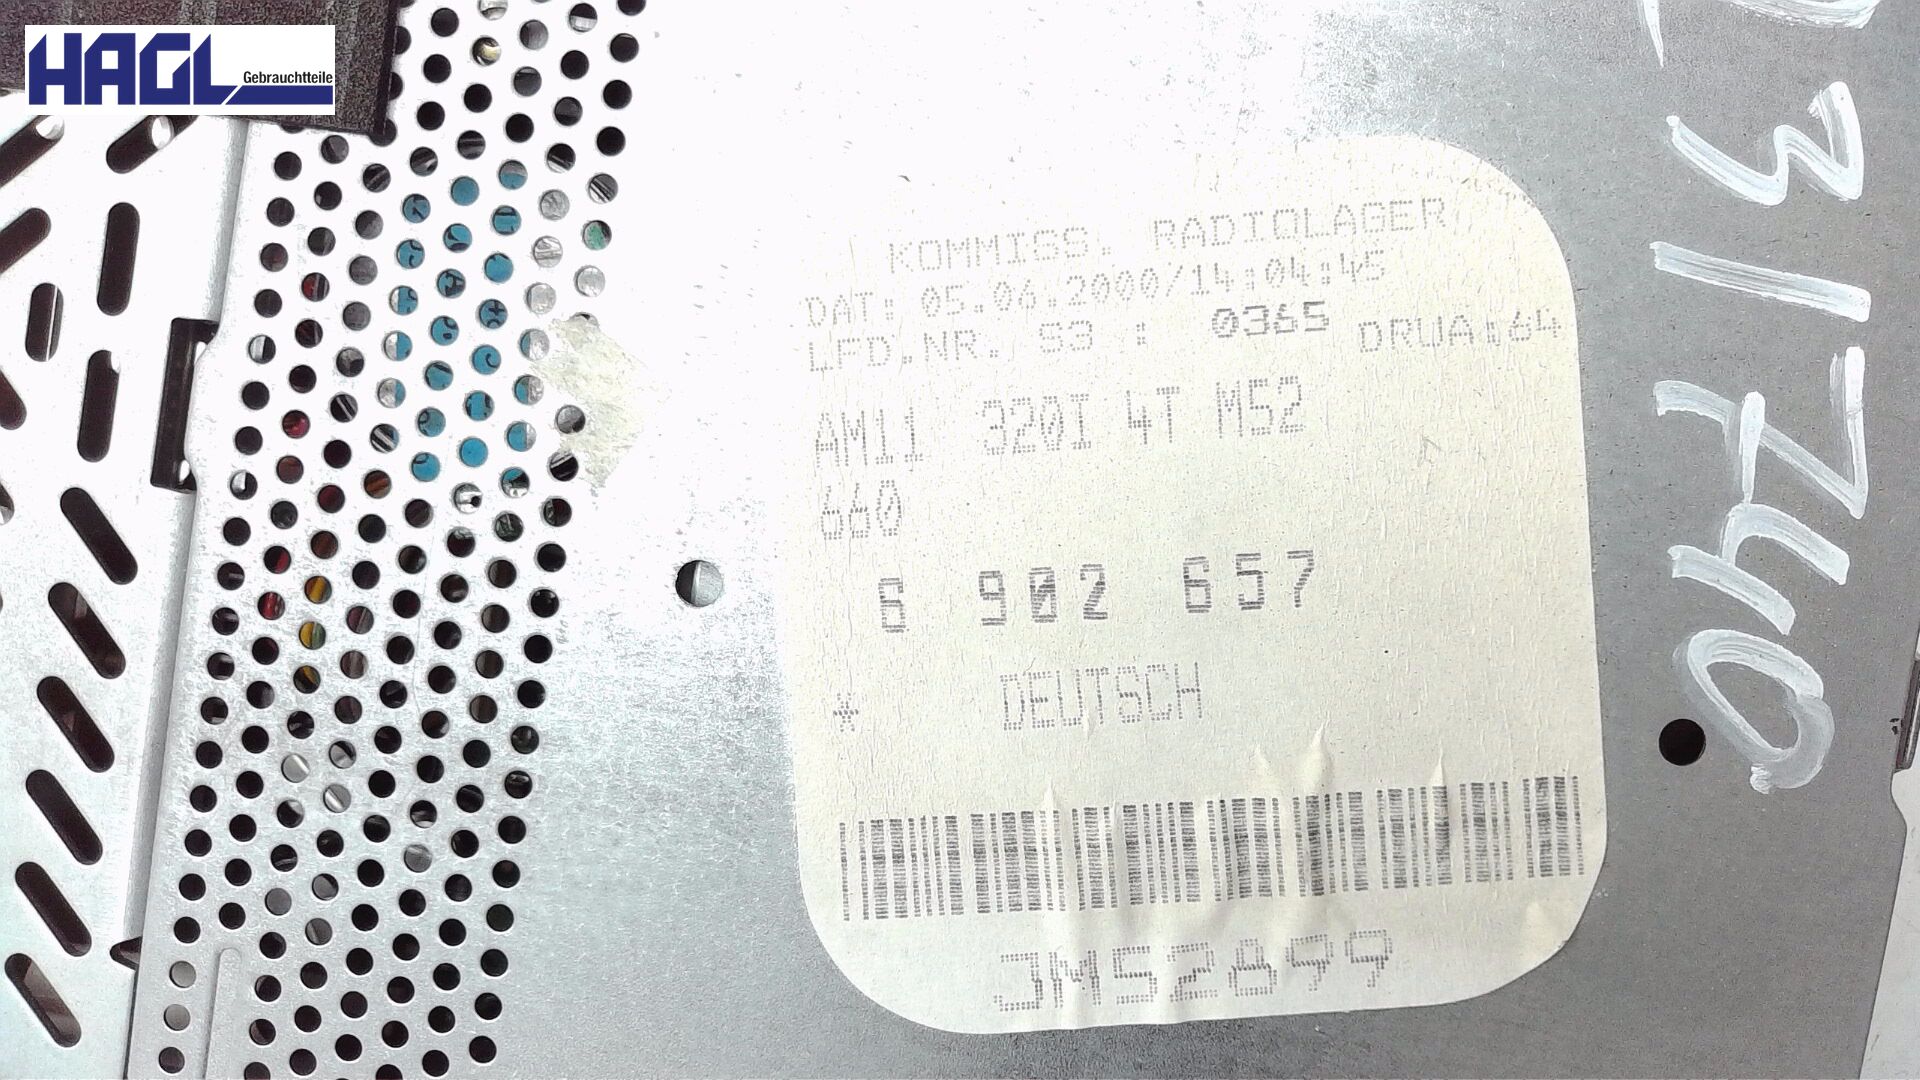 HAGL
Gebrauchtteile
KOMMISS. RADIOLAGER
DAT: 05.06.2000/14:04:45
LFD.NR. S3 : 0365 DRUA:64
AM11 320I 4T M52
660
6 902 657
* DEUTSCH
JM52899